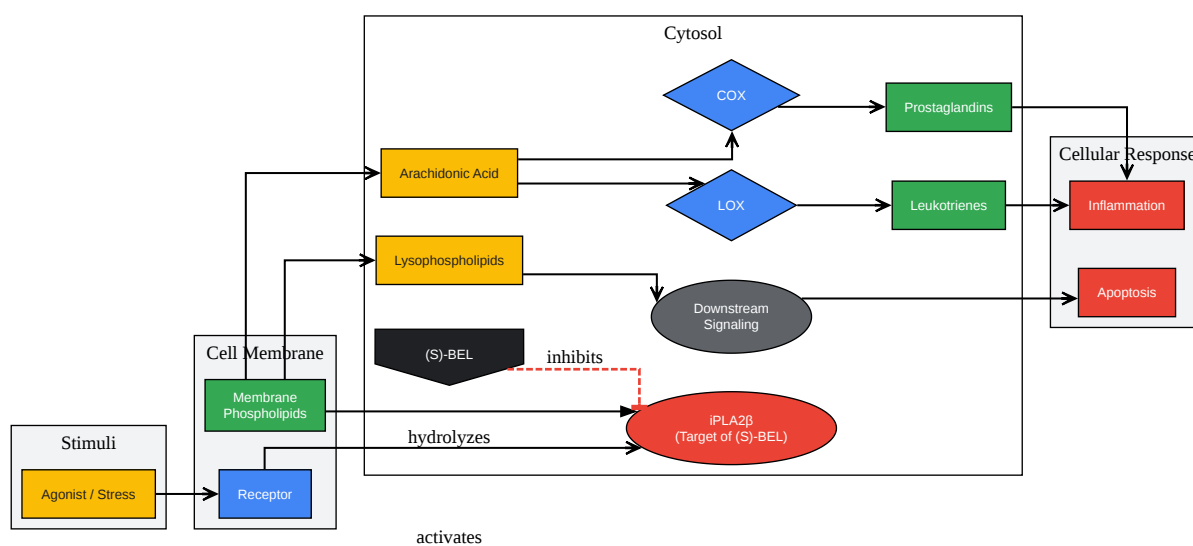 Cytosol
COX
Prostaglandins
Cellular Response
Arachidonic Acid
LOX
Leukotrienes
Inflammation
Lysophospholipids
Downstream
Signaling
Apoptosis
(S)-BEL
inhibits
Cell Membrane
Membrane
Phospholipids
iPLA2β
(Target of (S)-BEL)
hydrolyzes
Stimuli
Agonist / Stress
Receptor
activates